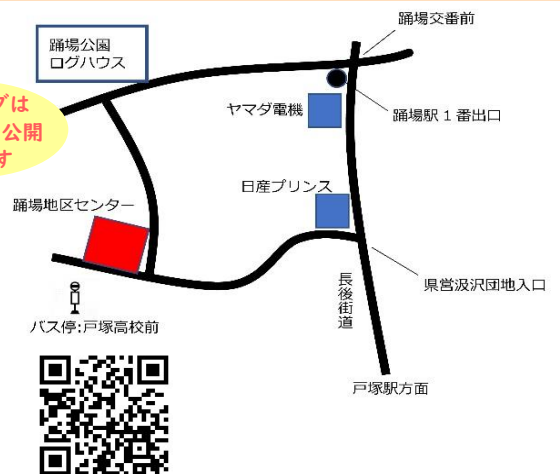 踊場交番前
踊場公園
ログハウス
グは
公開
す
ヤマダ電機
踊場駅1番出口
日産プリンス
踊場地区センター
県営汲沢団地入口
長後街道
バス停:戸塚高校前
戸塚駅方面